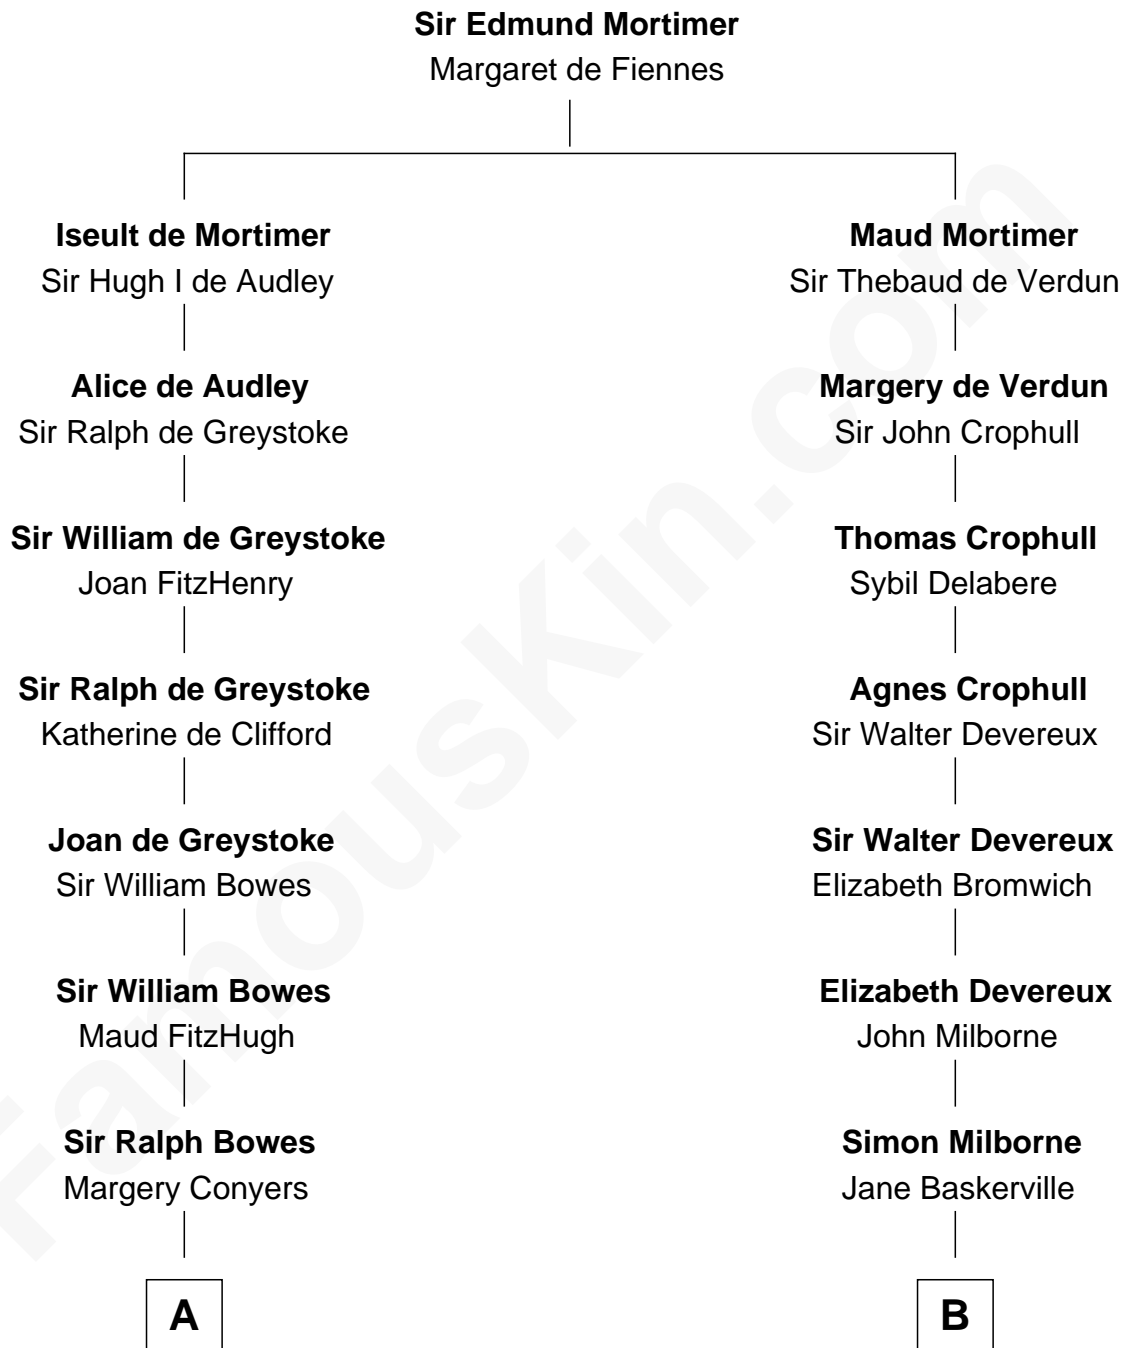 Sir Edmund Mortimer
Margaret de Fiennes
Iseult de Mortimer
Sir Hugh I de Audley
Maud Mortimer
Sir Thebaud de Verdun
Alice de Audley
Sir Ralph de Greystoke
Margery de Verdun
Sir John Crophull
Sir William de Greystoke
Joan FitzHenry
Thomas Crophull
Sybil Delabere
Sir Ralph de Greystoke
Katherine de Clifford
Agnes Crophull
Sir Walter Devereux
Joan de Greystoke
Sir William Bowes
Sir Walter Devereux
Elizabeth Bromwich
Sir William Bowes
Maud FitzHugh
Elizabeth Devereux
John Milborne
Sir Ralph Bowes
Margery Conyers
Simon Milborne
Jane Baskerville
A
B
FamousKin.com